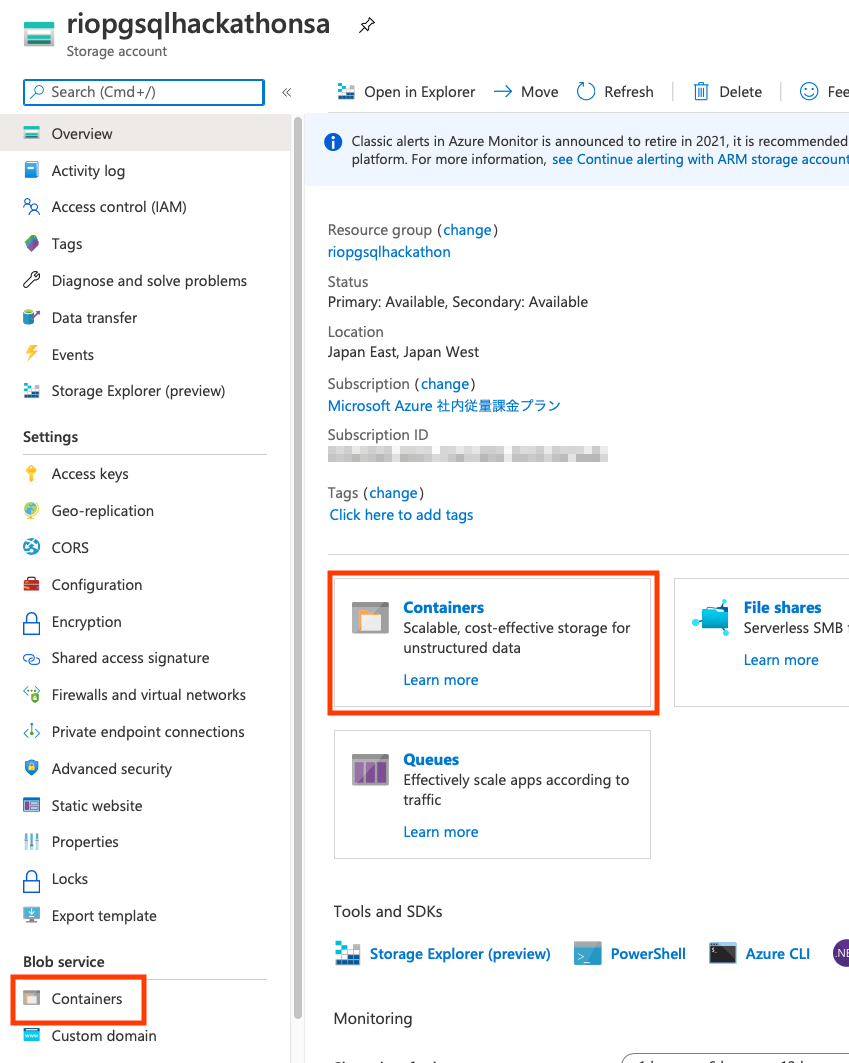 riopgsqlhackathonsa
Storage account
Search (Cmd+/)
«
Open in Explorer
Move
Refresh
Delete
Fee
Overview
Activity log
Access control (IAM)
Tags
Diagnose and solve problems
Data transfer
Events
Storage Explorer (preview)
Settings
Access keys
Geo-replication
CORS
Configuration
Encryption
Shared access signature
Firewalls and virtual networks
Private endpoint connections
Advanced security
Static website
Properties
Locks
Export template
Blob service
Containers
Custom domain
Classic alerts in Azure Monitor is announced to retire in 2021, it is recommended
platform. For more information, see Continue alerting with ARM storage account
Resource group (change)
riopgsqlhackathon
Status
Primary: Available, Secondary: Available
Location
Japan East, Japan West
Subscription (change)
Microsoft Azure 社内従量課金プラン
Subscription ID
Tags (change)
Click here to add tags
Containers
Scalable, cost-effective storage for
unstructured data
Learn more
File shares
Serverless SMB
Learn more
Queues
Effectively scale apps according to
traffic
Learn more
Tools and SDKs
Storage Explorer (preview)
PowerShell
Azure CLI
.NE
Monitoring